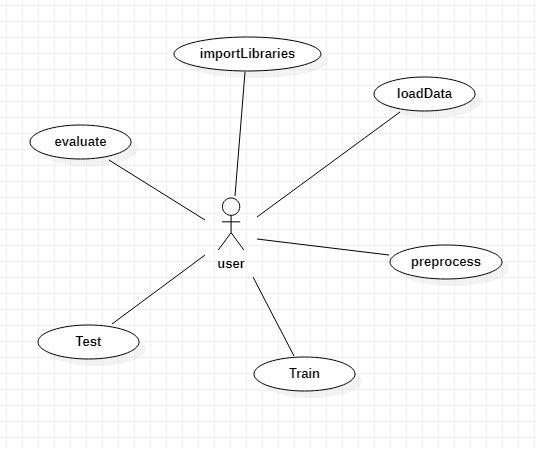 importLibraries
loadData
evaluate
user
preprocess
Test
Train